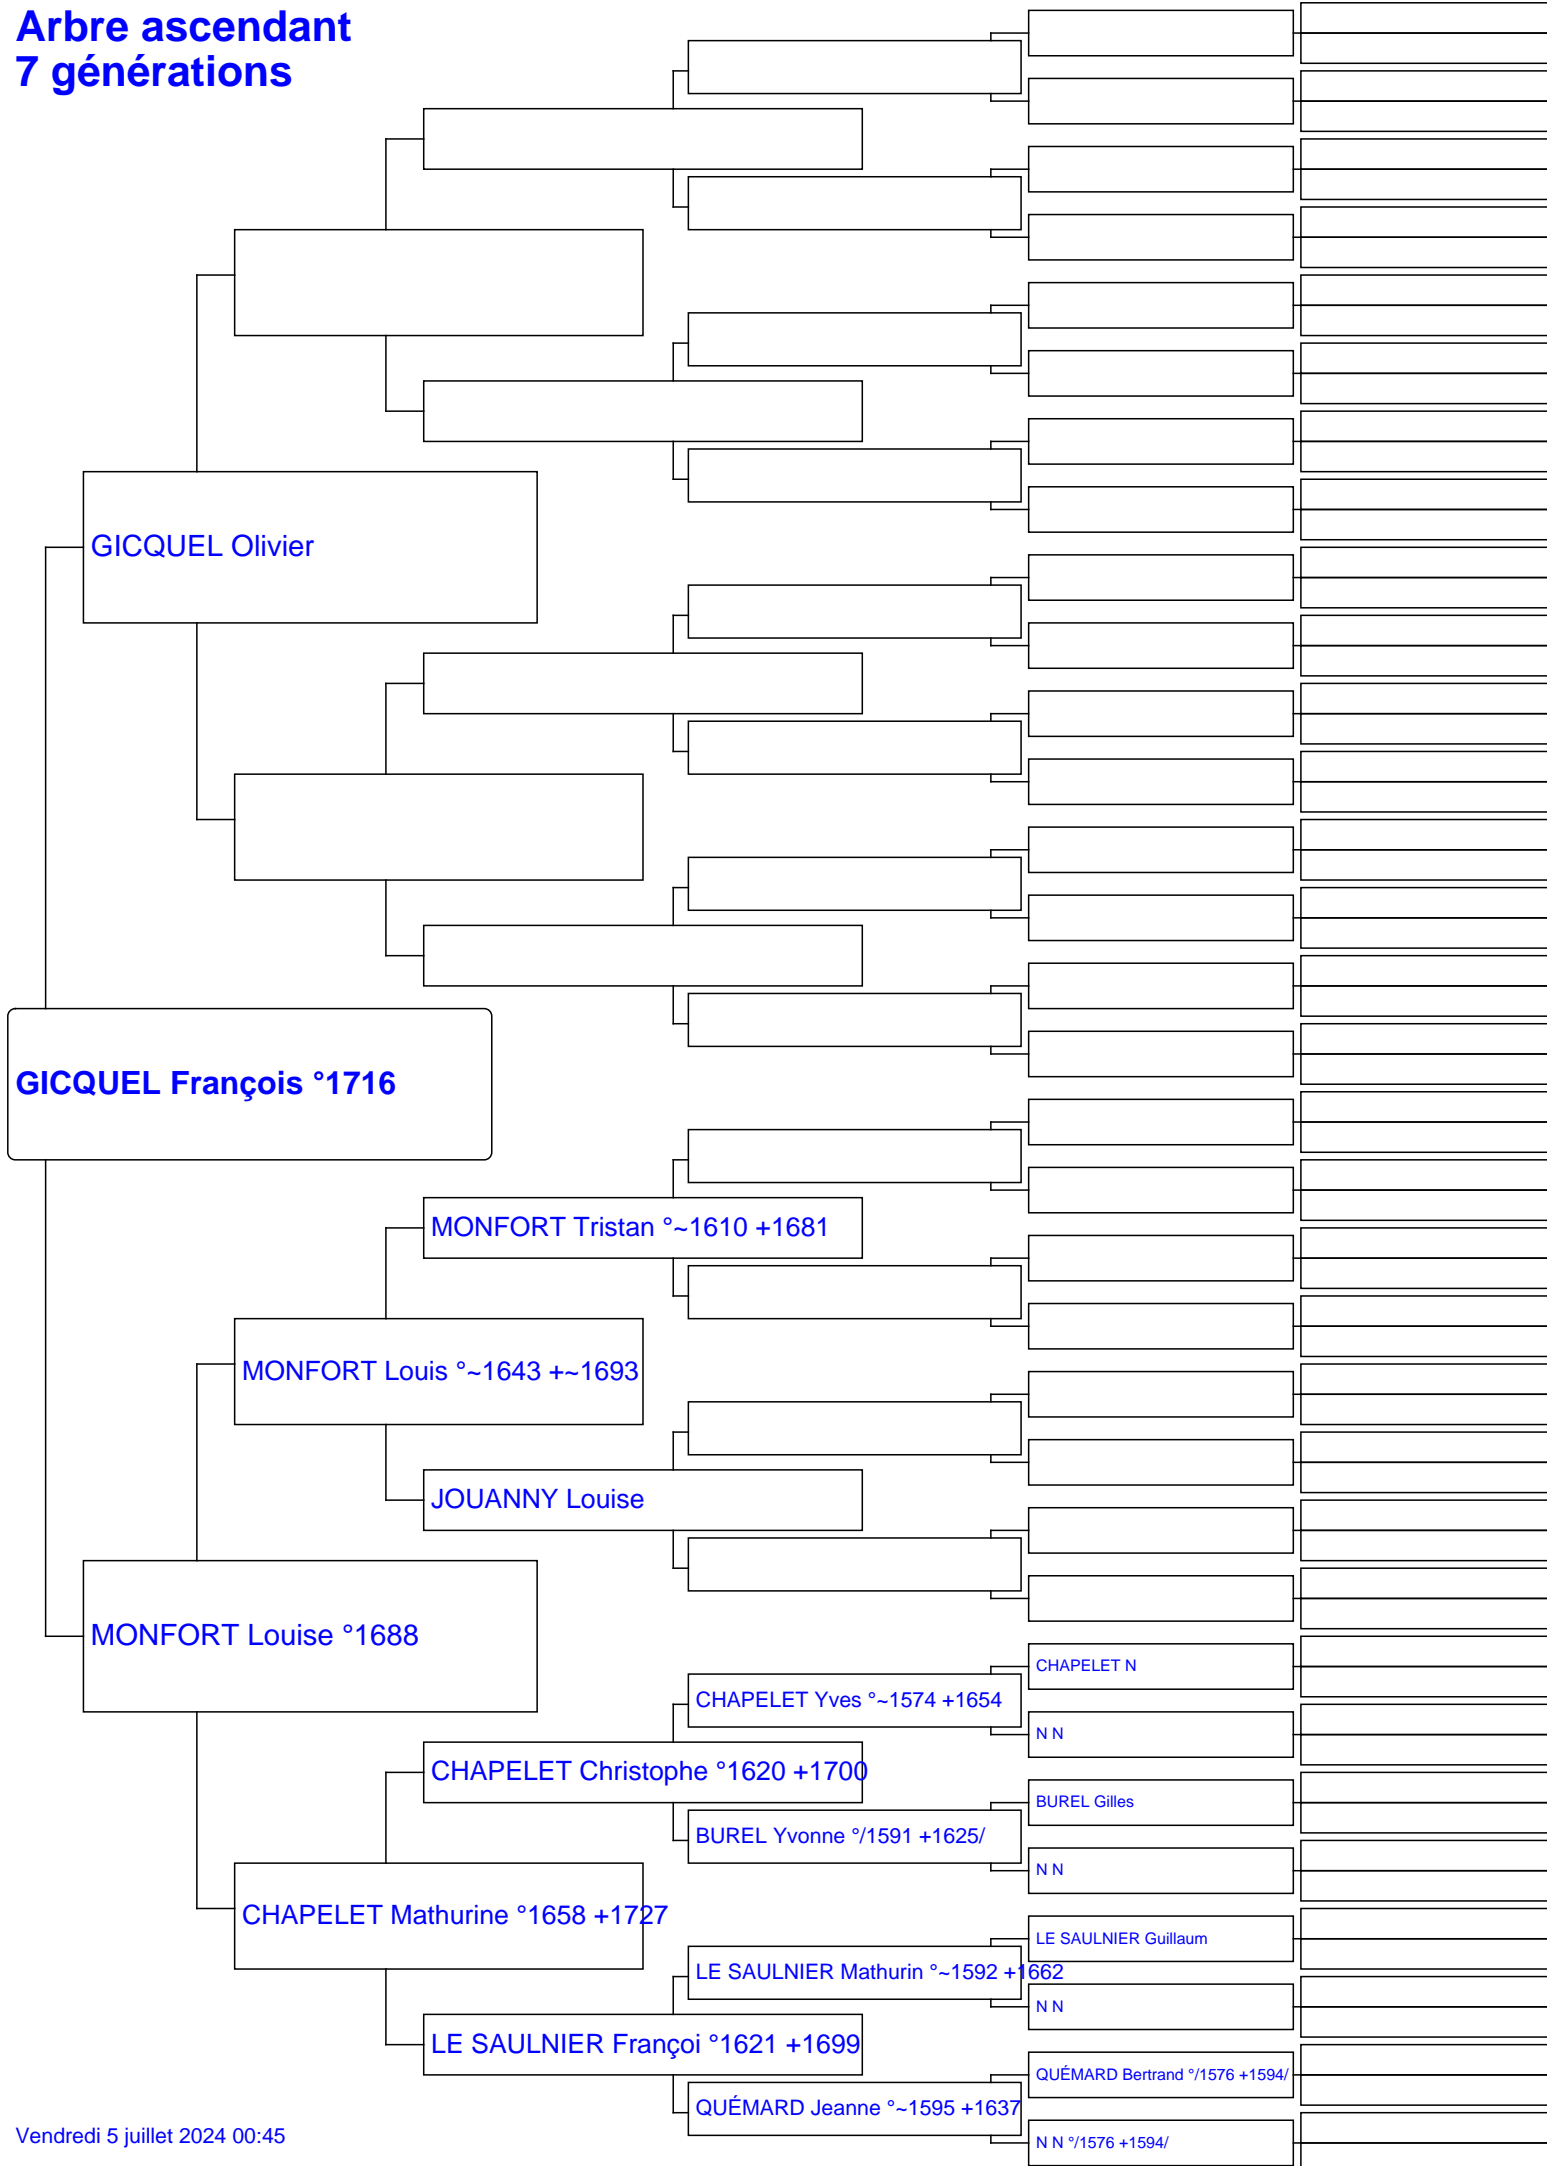 Arbre ascendant
7 générations
GICQUEL Olivier
GICQUEL François °1716
MONFORT Tristan °~1610 +1681
MONFORT Louis °~1643 +~1693
JOUANNY Louise
MONFORT Louise °1688
CHAPELET N
CHAPELET Yves °~1574 +1654
N N
CHAPELET Christophe °1620 +1700
BUREL Gilles
BUREL Yvonne °/1591 +1625/
N N
CHAPELET Mathurine °1658 +1727
LE SAULNIER Guillaum
LE SAULNIER Mathurin °~1592 +1662
N N
LE SAULNIER Françoi °1621 +1699
QUÉMARD Bertrand °/1576 +1594/
QUÉMARD Jeanne °~1595 +1637
N N °/1576 +1594/
Vendredi 5 juillet 2024 00:45